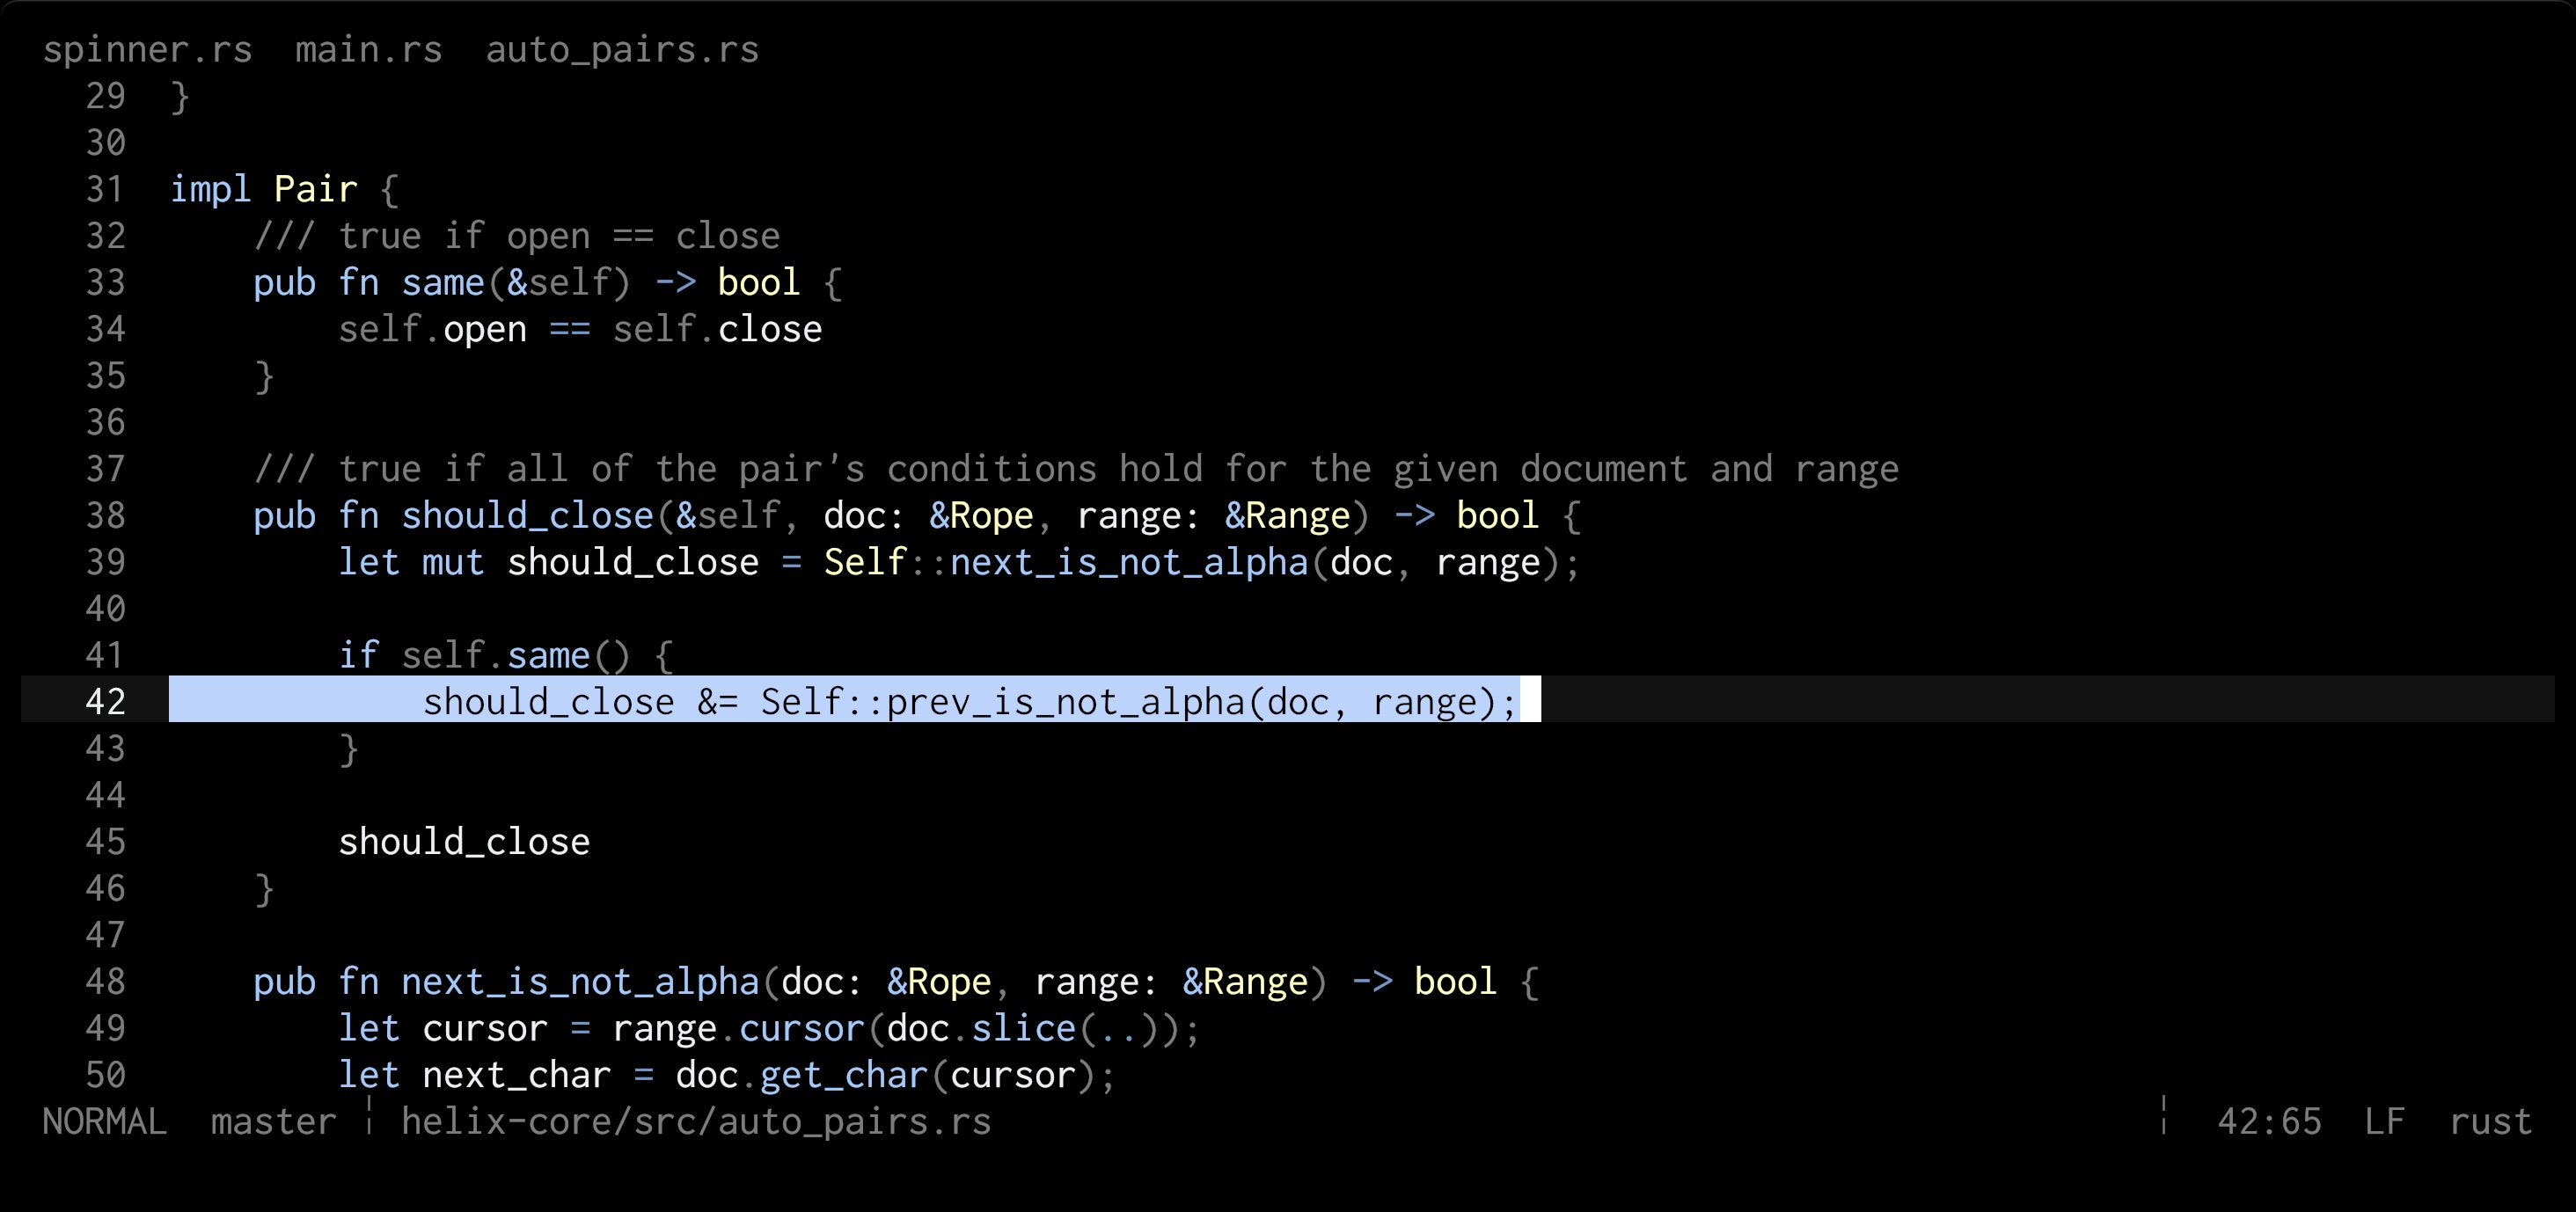 spinner.rs  main.rs  auto_pairs.rs
29  }
30
31  impl Pair {
32      /// true if open == close
33      pub fn same(&self) -> bool {
34          self.open == self.close
35      }
36
37      /// true if all of the pair's conditions hold for the given document and range
38      pub fn should_close(&self, doc: &Rope, range: &Range) -> bool {
39          let mut should_close = Self::next_is_not_alpha(doc, range);
40
41          if self.same() {
42              should_close &= Self::prev_is_not_alpha(doc, range);
43          }
44
45          should_close
46      }
47
48      pub fn next_is_not_alpha(doc: &Rope, range: &Range) -> bool {
49          let cursor = range.cursor(doc.slice(..));
50          let next_char = doc.get_char(cursor);
NORMAL  master ¦ helix-core/src/auto_pairs.rs ¦  42:65  LF  rust